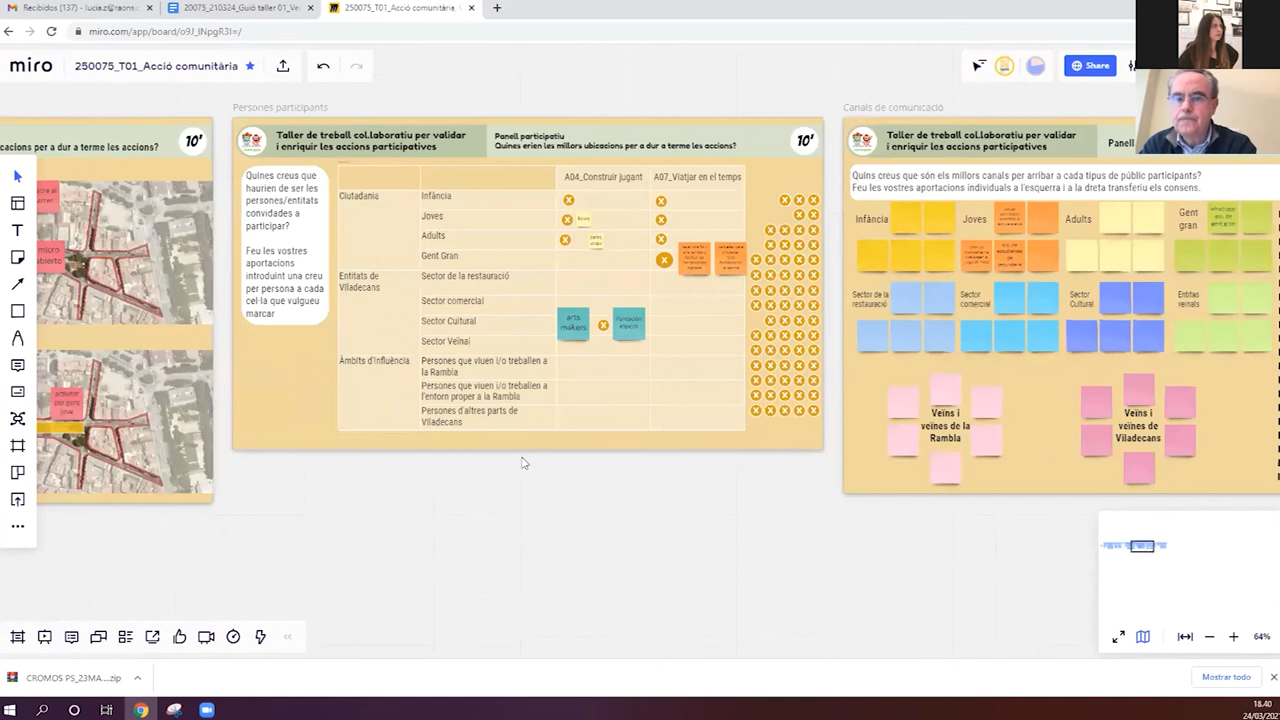 Recibidos (137) - lucia.z@raons.c
20075_210324_Guió taller 01_Ve
250075_T01_Acció comunitària,
miro.com/app/board/o9J_lNpgR3I=/
miro
250075_T01_Acció comunitària
Share
cacions per a dur a terme les accions?
10'
activitat
per gent
jove
Persones participants
Taller de treball col.laboratiu per validar
i enriquir les accions participatives
Panell participatiu
Quines erien les millors ubicacions per a dur a terme les accions?
10'
Quines creus que
haurien de ser les
persones/entitats
convidades a
participar?
Feu les vostres
aportacions
introduint una creu
per persona a cada
cel·la que vulgueu
marcar
A04_Construir jugant
A07_Viatjar en el temps
Ciutadania
Infància
Joves
Adults
Gent Gran
Entitats de
Viladecans
Sector de la restauració
Sector comercial
Sector Cultural
Sector Veïnal
arts
makers
Fundación
Àmbits d'influència
Persones que viuen i/o treballen a
la Rambla
Persones que viuen i/o treballen a
l'entorn proper a la Rambla
Persones d'altres parts de
Viladecans
Canals de comunicació
Taller de treball col.laboratiu per validar
i enriquir les accions participatives
Panell
Quins creus que són els millors canals per arribar a cada tipus de públic participants?
Feu les vostres aportacions individuals a l'esquerra i a la dreta transferiu els consens.
Infància
Joves
Adults
Gent
gran
Sector de la
restauració
Sector
comercial
Sector
Cultural
Entitas
veïnals
Veïns i
veïnes de la
Rambla
Veïns i
veïnes de
Viladecans
64%
CROMOS PS_23MA....zip
Mostrar todo
18.40
24/03/202